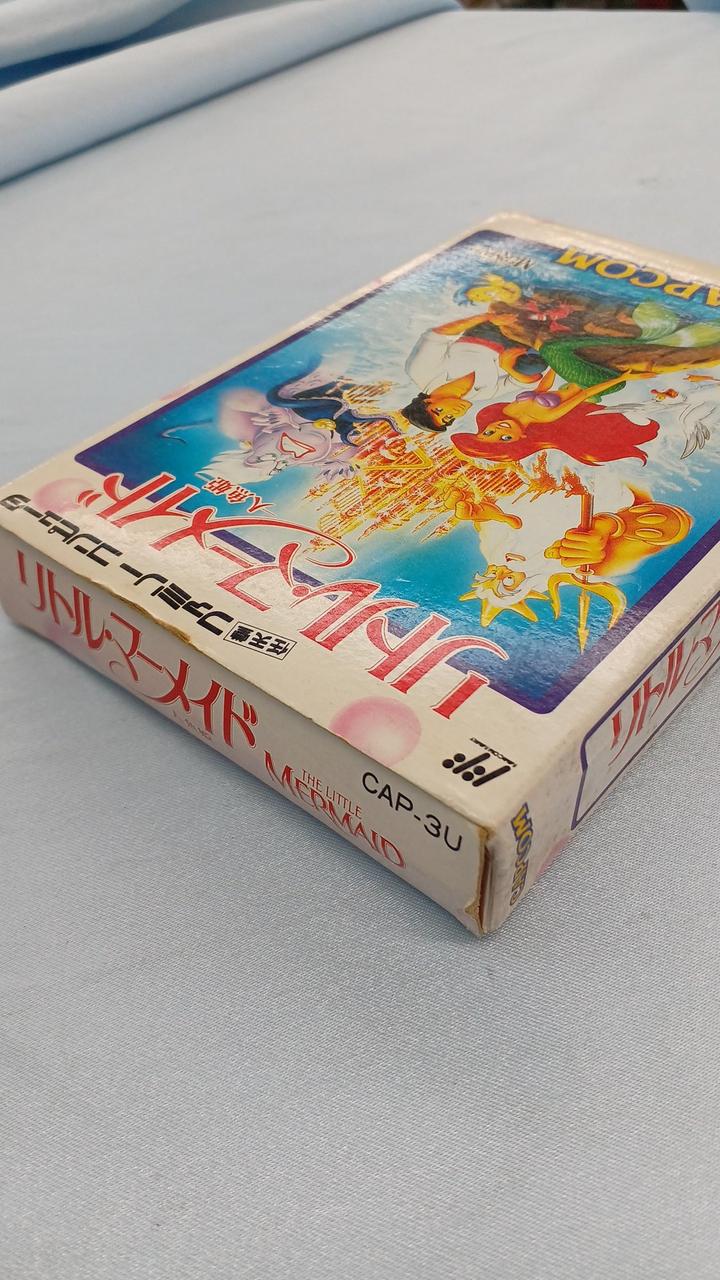 CAPCOM
リトル・マーメイド
人魚姫
任天堂 ファミリーコンピュータ
リトル・マーメイド
THE LITTLE
MERMAID
CAP-3U
リトル・マ
CAPCOM